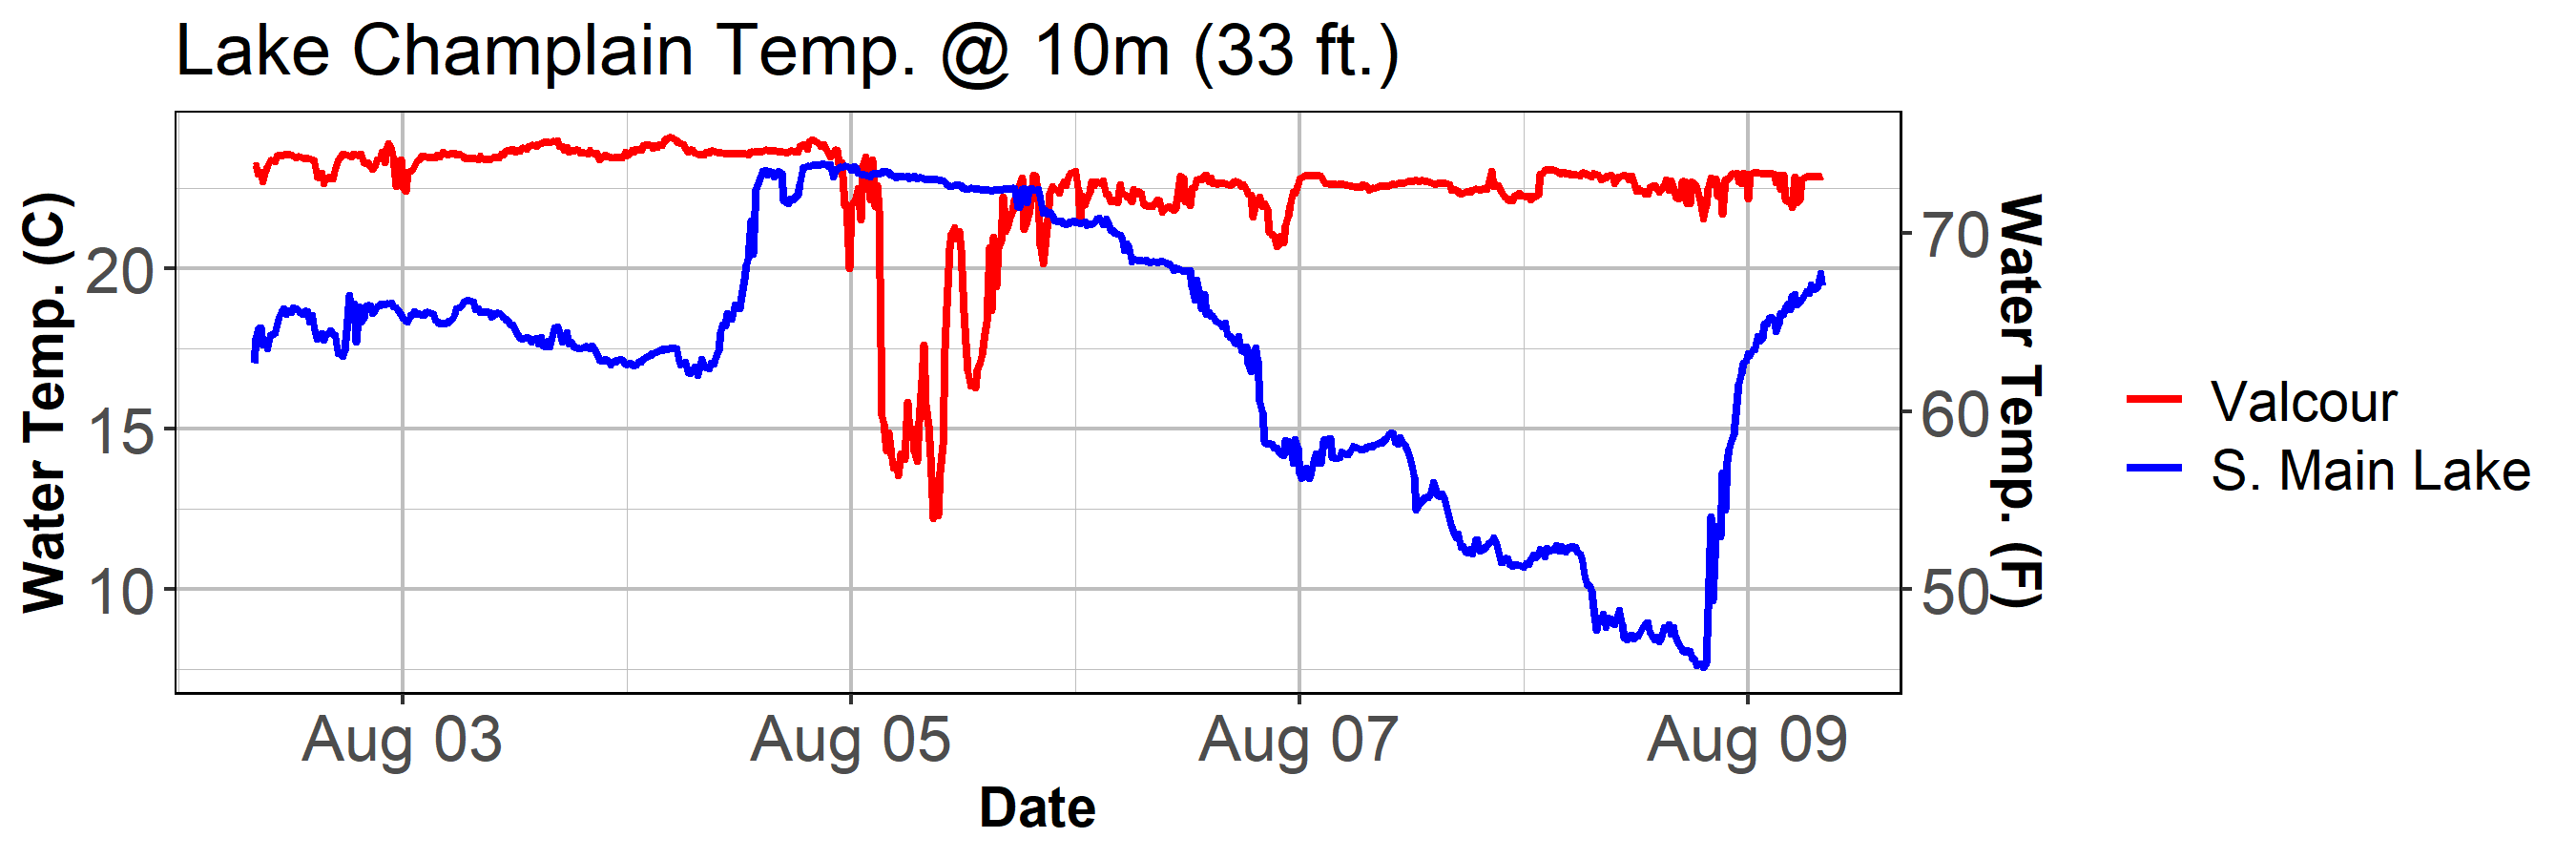 Lake Champlain Temp. @ 10m (33 ft.)
Water Temp. (C)
20
15
10
70
60
50
Water Temp. (F)
Aug 03
Aug 05
Aug 07
Aug 09
Date
Valcour
S. Main Lake